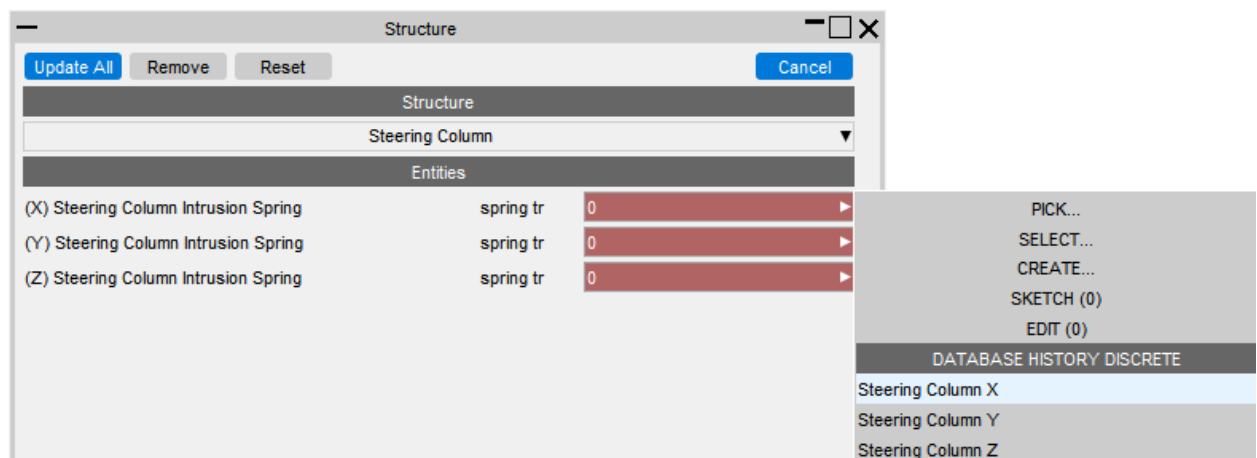 Structure
Update All Remove Reset Cancel
Structure
Steering Column
Entities
(X) Steering Column Intrusion Spring spring tr 0
(Y) Steering Column Intrusion Spring spring tr 0
(Z) Steering Column Intrusion Spring spring tr 0
PICK...
SELECT...
CREATE...
SKETCH (0)
EDIT (0)
DATABASE HISTORY DISCRETE
Steering Column X
Steering Column Y
Steering Column Z